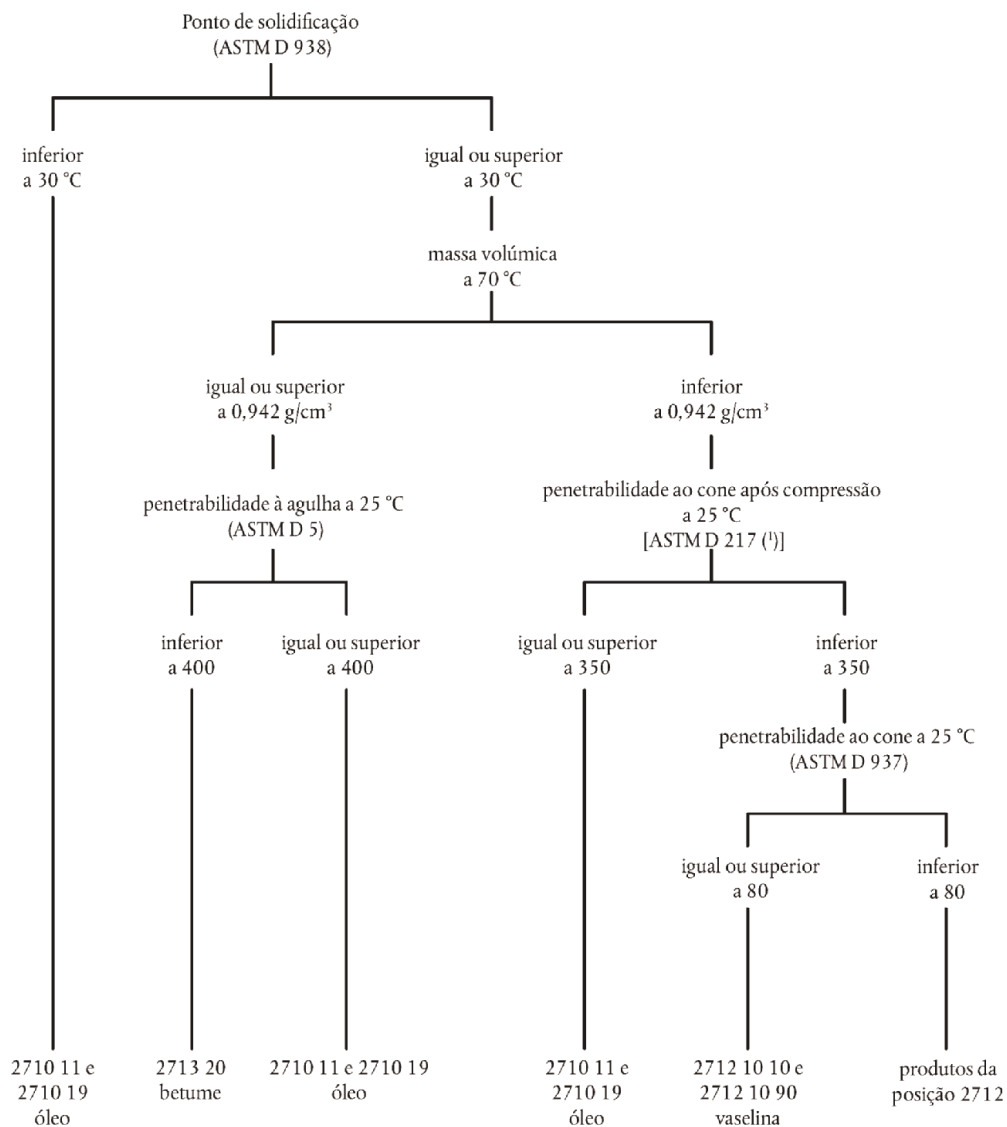 Ponto de solidificação
(ASTM D 938)
inferior
a 30 °C
igual ou superior
a 30 °C
massa volúmica
a 70 °C
igual ou superior
a 0,942 g/cm³
inferior
a 0,942 g/cm³
penetrabilidade à agulha a 25 °C
(ASTM D 5)
penetrabilidade ao cone após compressão
a 25 °C
[ASTM D 217 (¹)]
inferior
a 400
igual ou superior
a 400
igual ou superior
a 350
inferior
a 350
penetrabilidade ao cone a 25 °C
(ASTM D 937)
igual ou superior
a 80
inferior
a 80
2710 11 e
2710 19
óleo
2713 20
betume
2710 11 e 2710 19
óleo
2710 11 e
2710 19
óleo
2712 10 10 e
2712 10 90
vaselina
produtos da
posição 2712